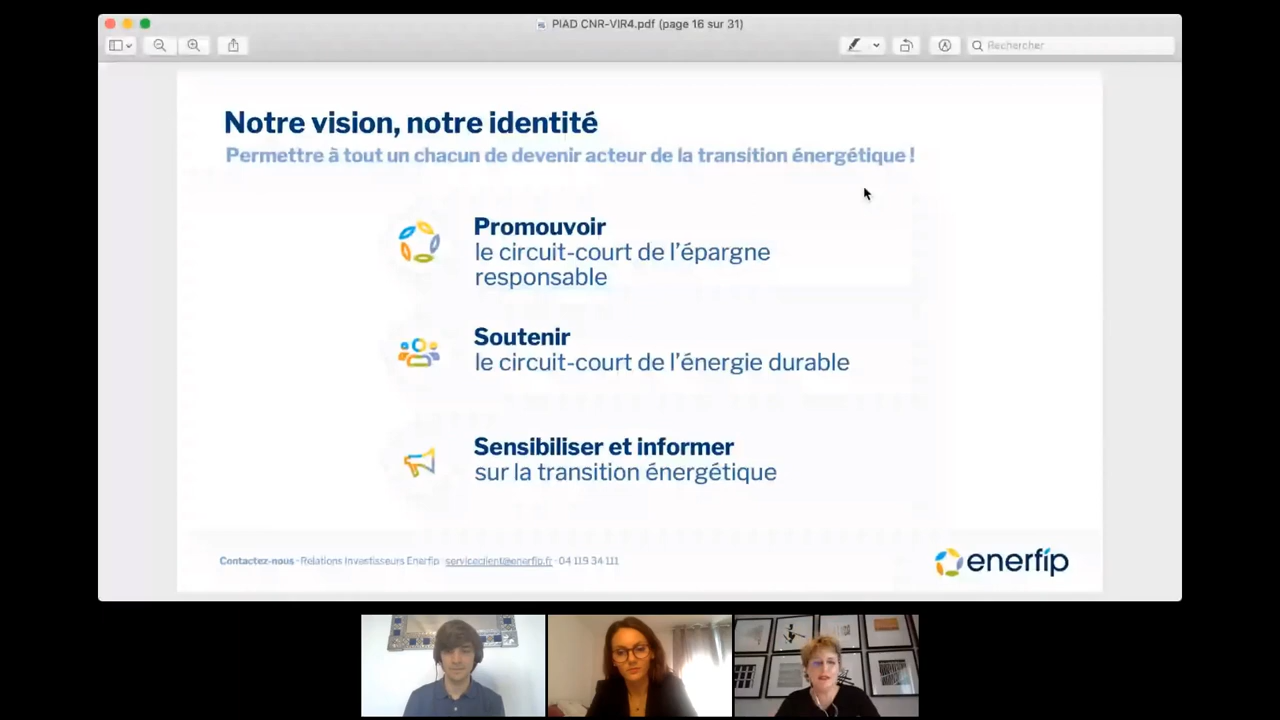 PIAD CNR-VIR4.pdf (page 16 sur 31)
Rechercher
Notre vision, notre identité
Permettre à tout un chacun de devenir acteur de la transition énergétique !
Promouvoir
le circuit-court de l'épargne
responsable
Soutenir
le circuit-court de l'énergie durable
Sensibiliser et informer
sur la transition énergétique
Contactez-nous - Relations Investisseurs Enerfip serviceclient@enerfip.fr - 04 119 34 111
enerfip